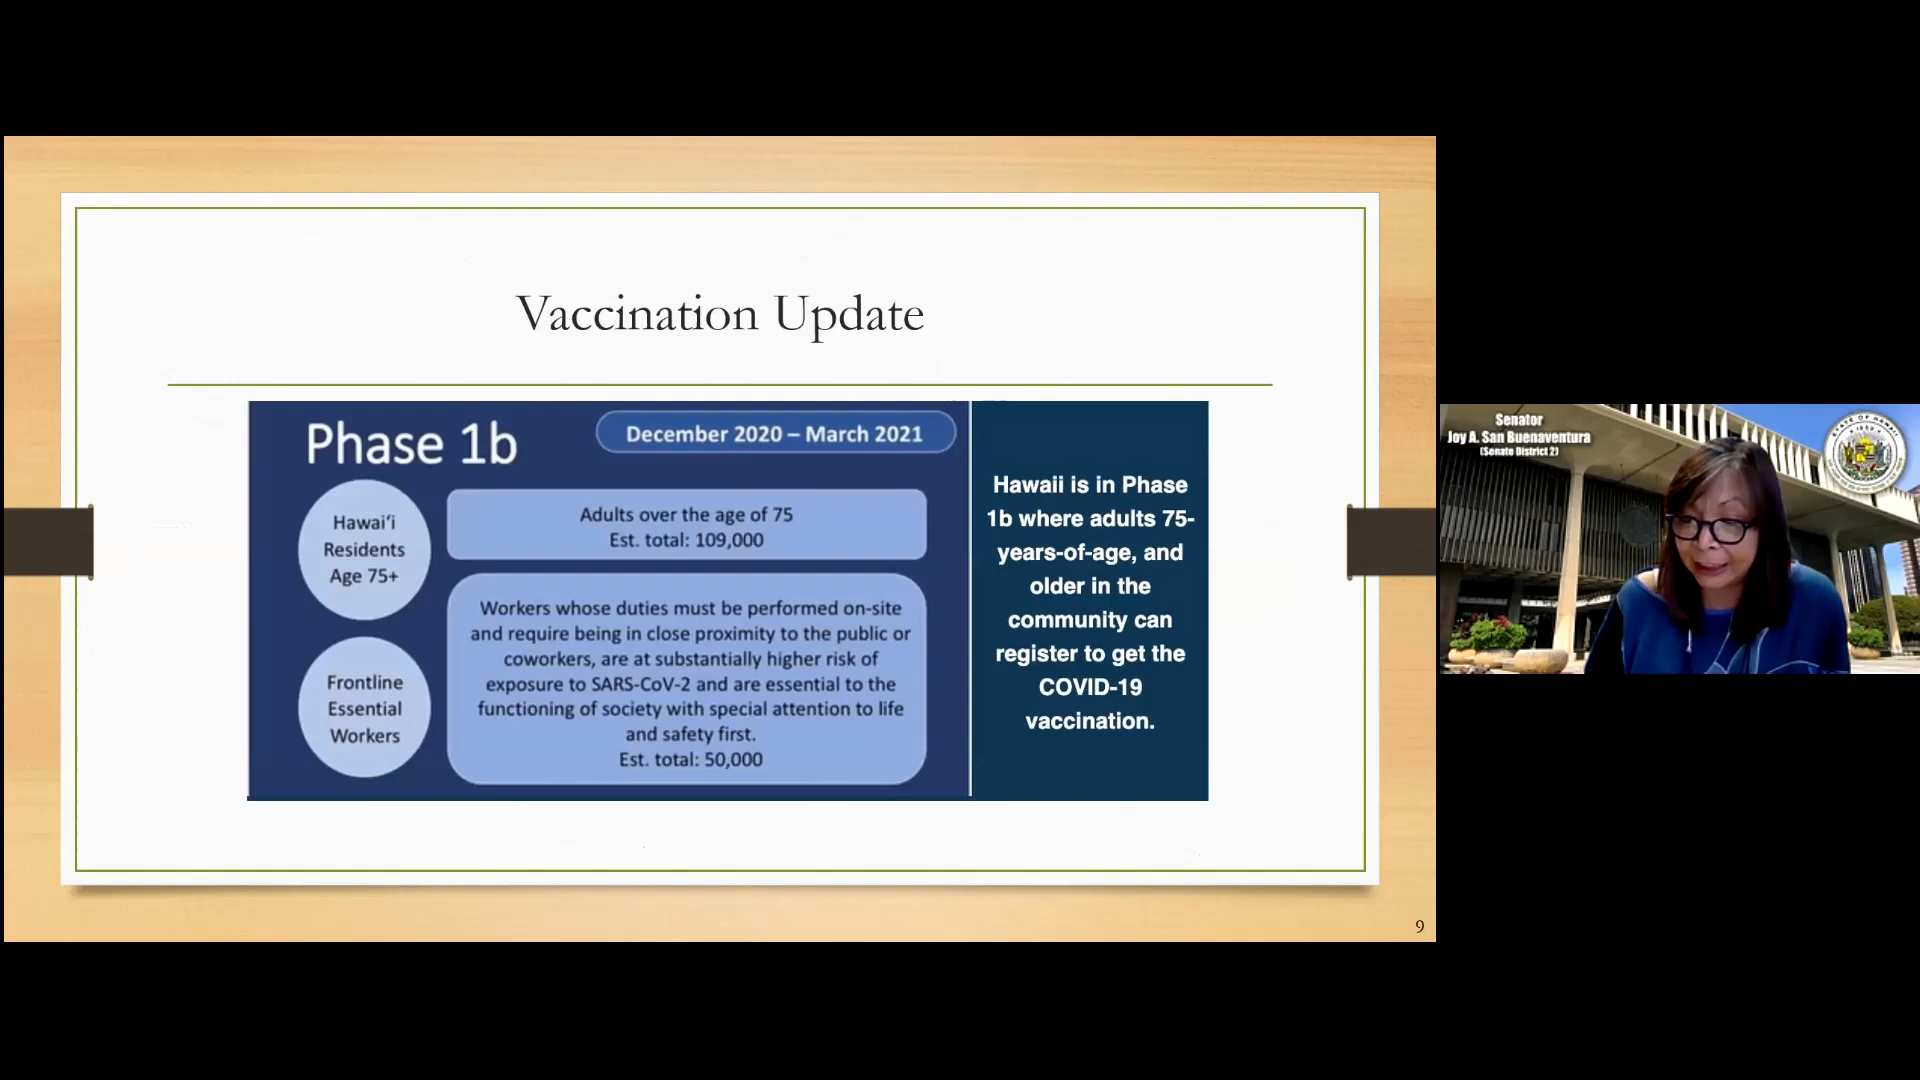 Vaccination Update
Phase 1b
December 2020 – March 2021
Hawaiʻi
Residents
Age 75+
Adults over the age of 75
Est. total: 109,000
Frontline
Essential
Workers
Workers whose duties must be performed on-site
and require being in close proximity to the public or
coworkers, are at substantially higher risk of
exposure to SARS-CoV-2 and are essential to the
functioning of society with special attention to life
and safety first.
Est. total: 50,000
Hawaii is in Phase
1b where adults 75-
years-of-age, and
older in the
community can
register to get the
COVID-19
vaccination.
9
Senator
Joy A. San Buenaventura
(Senate District 2)
STATE OF HAWAII
1959